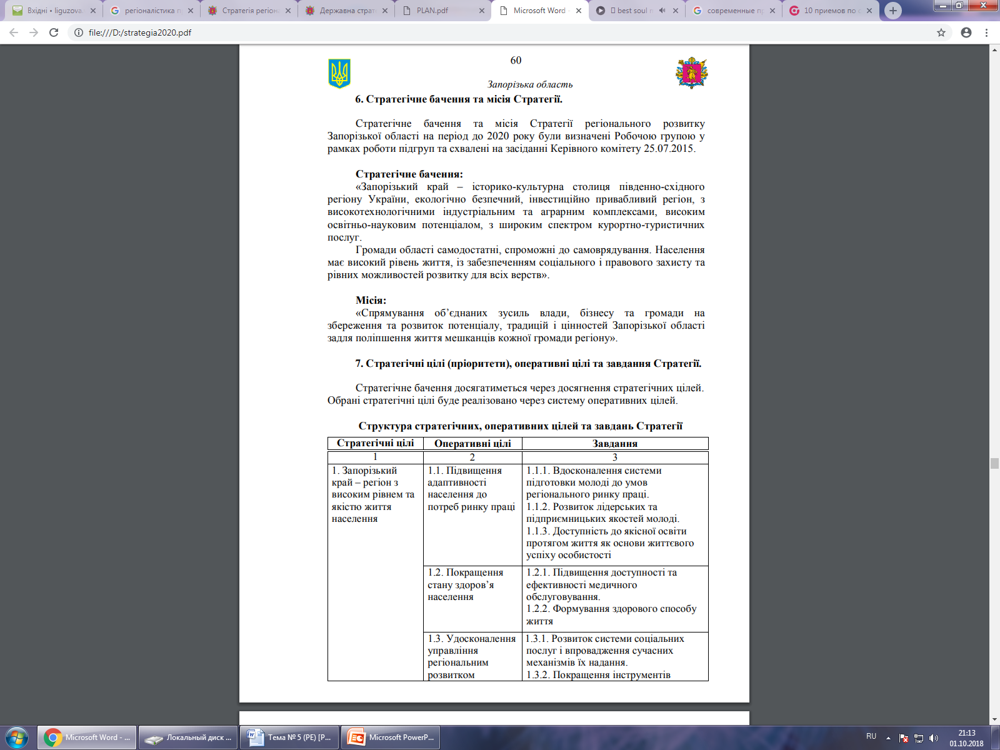 Вхідні • liguzova.
регіоналістика п
Стратегія регіон
Державна страт
PLAN.pdf
Microsoft Word -
best soul m
современные пр
10 приемов по с
file:///D:/strategia2020.pdf
60
Запорізька область
6. Стратегічне бачення та місія Стратегії.
Стратегічне бачення та місія Стратегії регіонального розвитку
Запорізької області на період до 2020 року були визначені Робочою групою у
рамках роботи підгруп та схвалені на засіданні Керівного комітету 25.07.2015.
Стратегічне бачення:
«Запорізький край – історико-культурна столиця південно-східного
регіону України, екологічно безпечний, інвестиційно привабливий регіон, з
високотехнологічними індустріальним та аграрним комплексами, високим
освітньо-науковим потенціалом, з широким спектром курортно-туристичних
послуг.
Громади області самодостатні, спроможні до самоврядування. Населення
має високий рівень життя, із забезпеченням соціального і правового захисту та
рівних можливостей розвитку для всіх верств».
Місія:
«Спрямування об’єднаних зусиль влади, бізнесу та громади на
збереження та розвиток потенціалу, традицій і цінностей Запорізької області
задля поліпшення життя мешканців кожної громади регіону».
7. Стратегічні цілі (пріоритети), оперативні цілі та завдання Стратегії.
Стратегічне бачення досягатиметься через досягнення стратегічних цілей.
Обрані стратегічні цілі буде реалізовано через систему оперативних цілей.
Структура стратегічних, оперативних цілей та завдань Стратегії
Стратегічні цілі
Оперативні цілі
Завдання
1
2
3
1. Запорізький
край – регіон з
високим рівнем та
якістю життя
населення
1.1. Підвищення
адаптивності
населення до
потреб ринку праці
1.1.1. Вдосконалення системи
підготовки молоді до умов
регіонального ринку праці.
1.1.2. Розвиток лідерських та
підприємницьких якостей молоді.
1.1.3. Доступність до якісної освіти
протягом життя як основи життєвого
успіху особистості
1.2. Покращення
стану здоров’я
населення
1.2.1. Підвищення доступності та
ефективності медичного
обслуговування.
1.2.2. Формування здорового способу
життя
1.3. Удосконалення
управління
регіональним
розвитком
1.3.1. Розвиток системи соціальних
послуг і впровадження сучасних
механізмів їх надання.
1.3.2. Покращення інструментів
Microsoft Word - ...
Локальный диск ...
Тема № 5 (РЕ) [Р...
Microsoft PowerP...
RU
21:13
01.10.2018